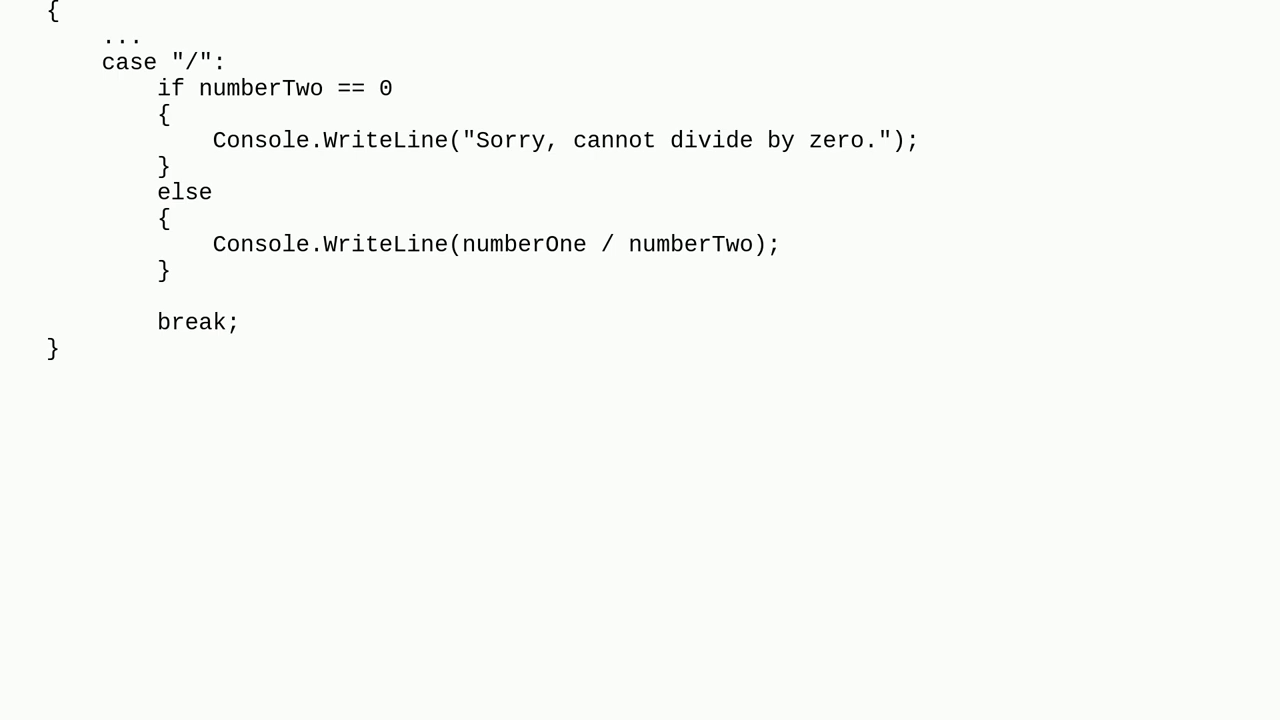 {
    ...
    case "/":
        if numberTwo == 0
        {
            Console.WriteLine("Sorry, cannot divide by zero.");
        }
        else
        {
            Console.WriteLine(numberOne / numberTwo);
        }

        break;
}